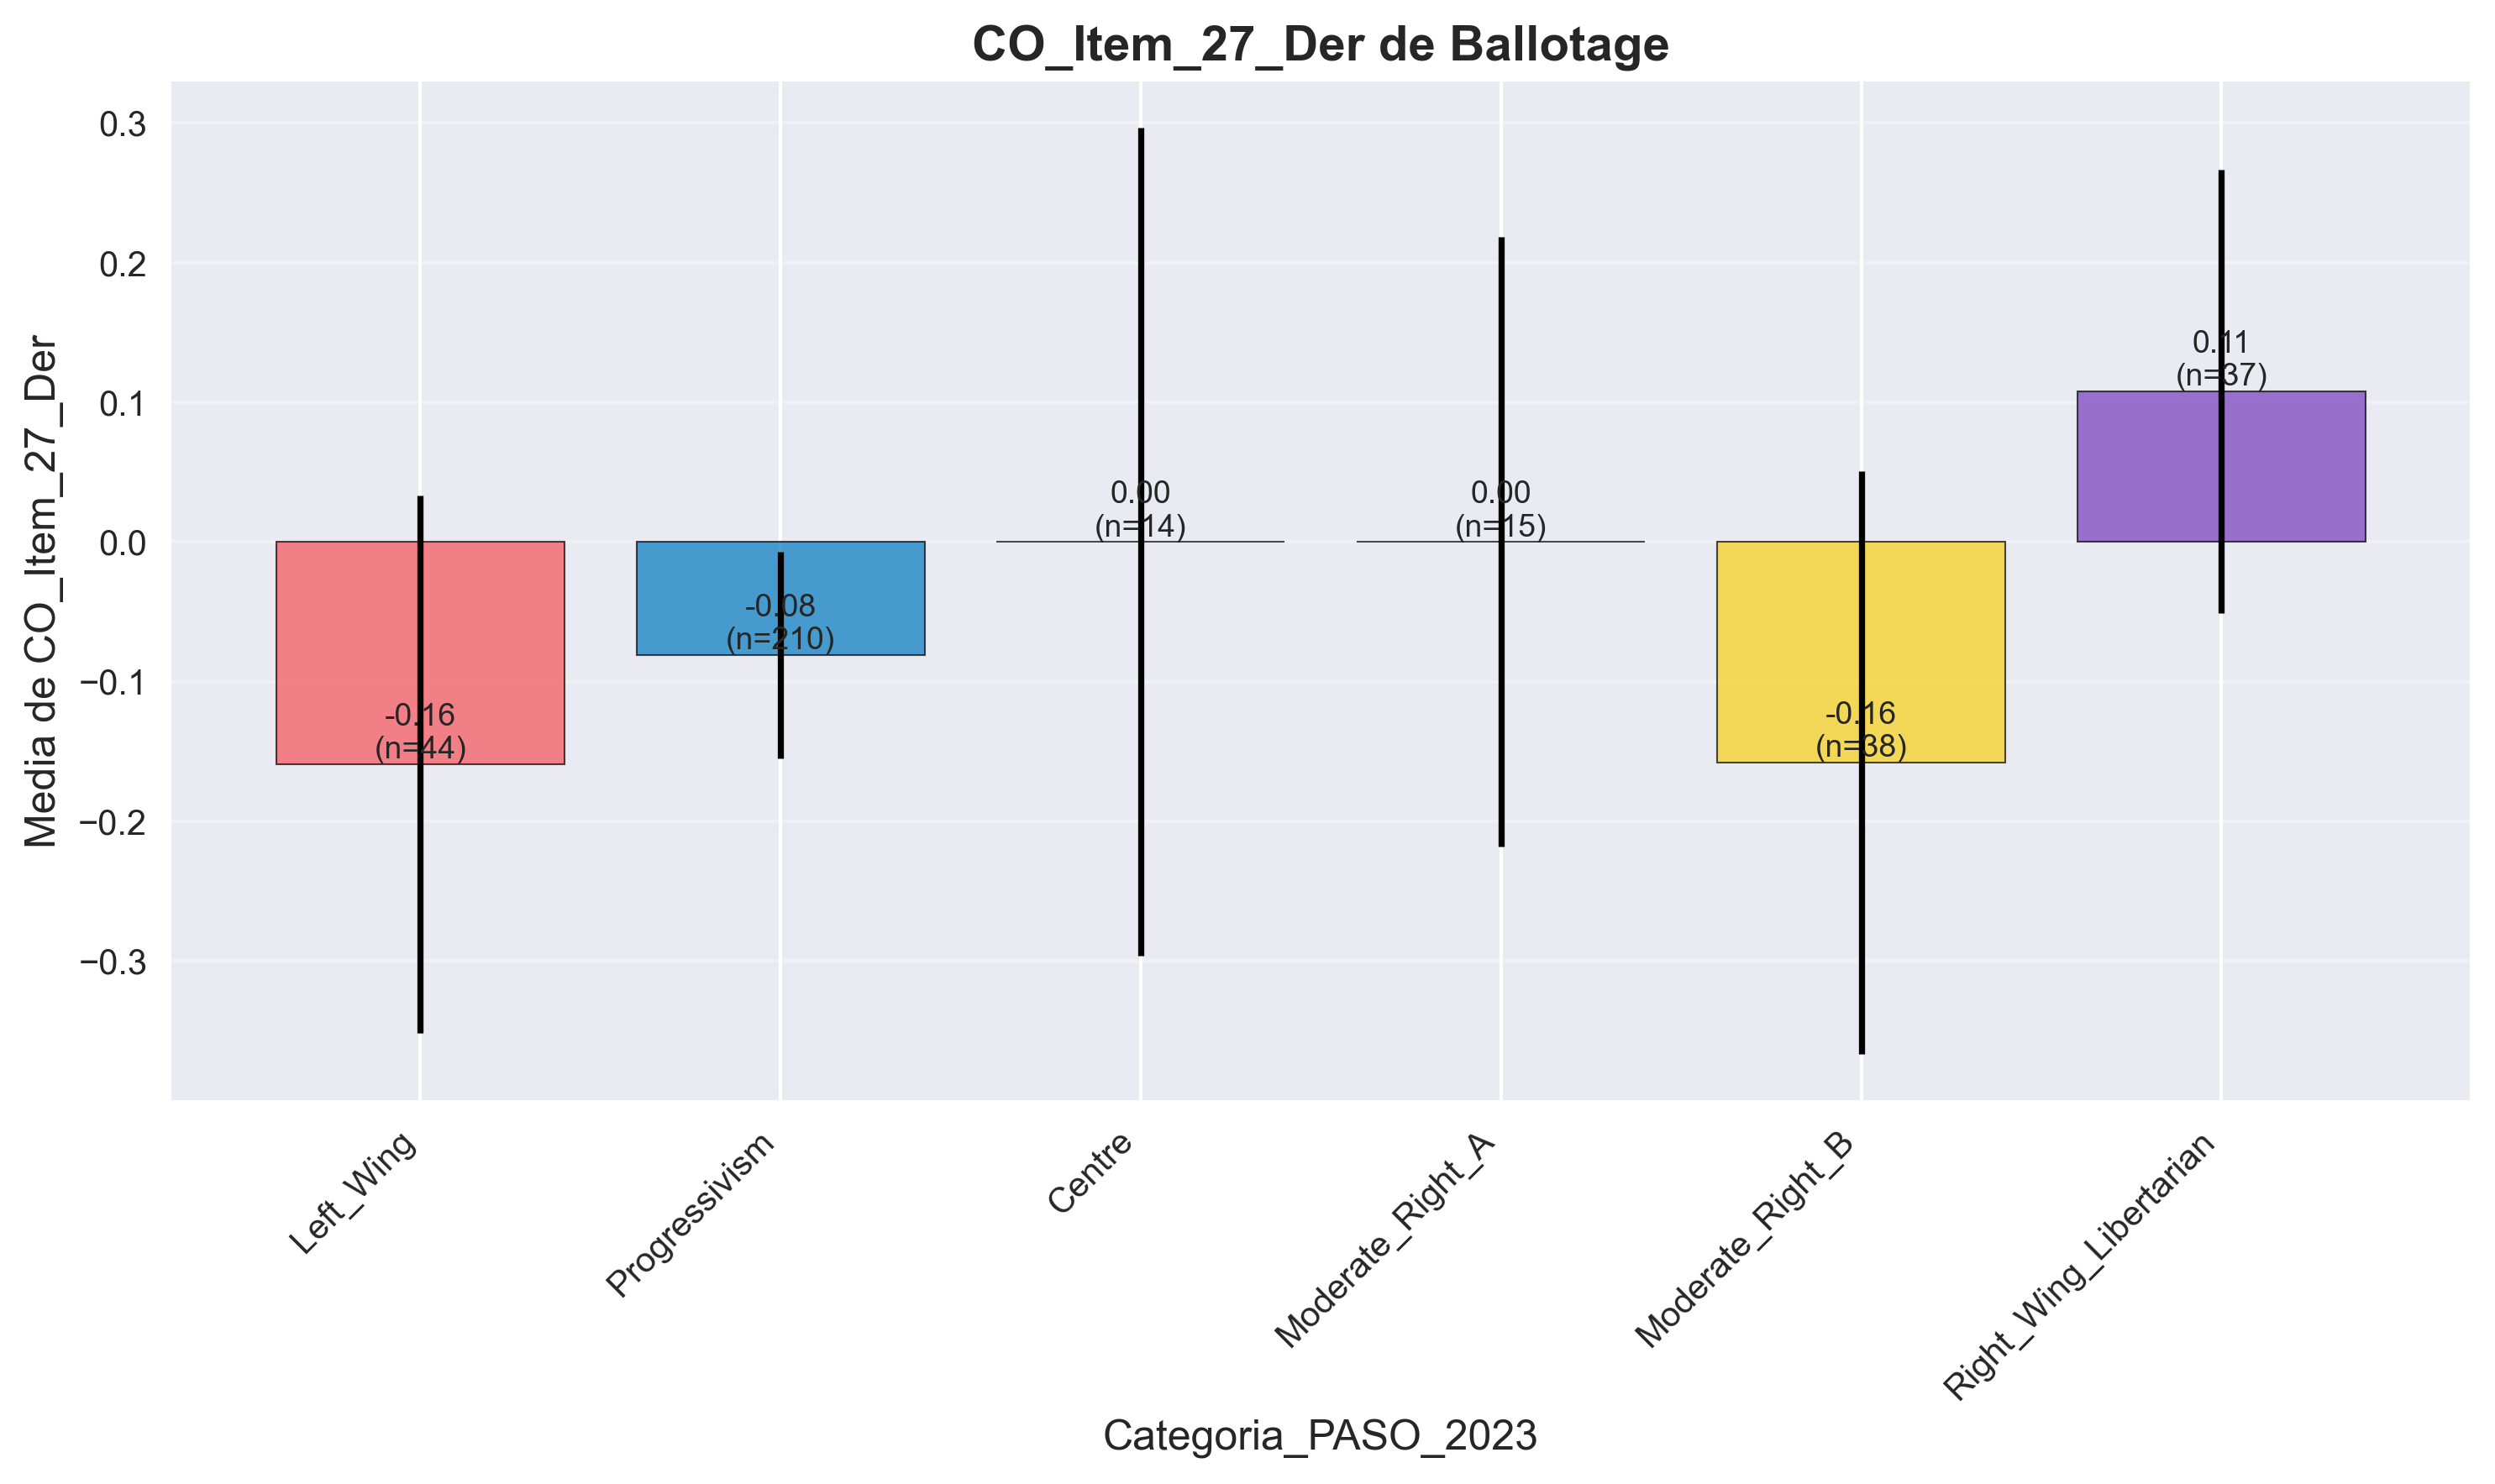 CO_Item_27_Der de Ballotage
Media de CO_Item_27_Der
0.3
0.2
0.1
0.0
−0.1
−0.2
−0.3
-0.16
(n=44)
-0.08
(n=210)
0.00
(n=14)
0.00
(n=15)
-0.16
(n=38)
0.11
(n=37)
Left_Wing
Progressivism
Centre
Moderate_Right_A
Moderate_Right_B
Right_Wing_Libertarian
Categoria_PASO_2023